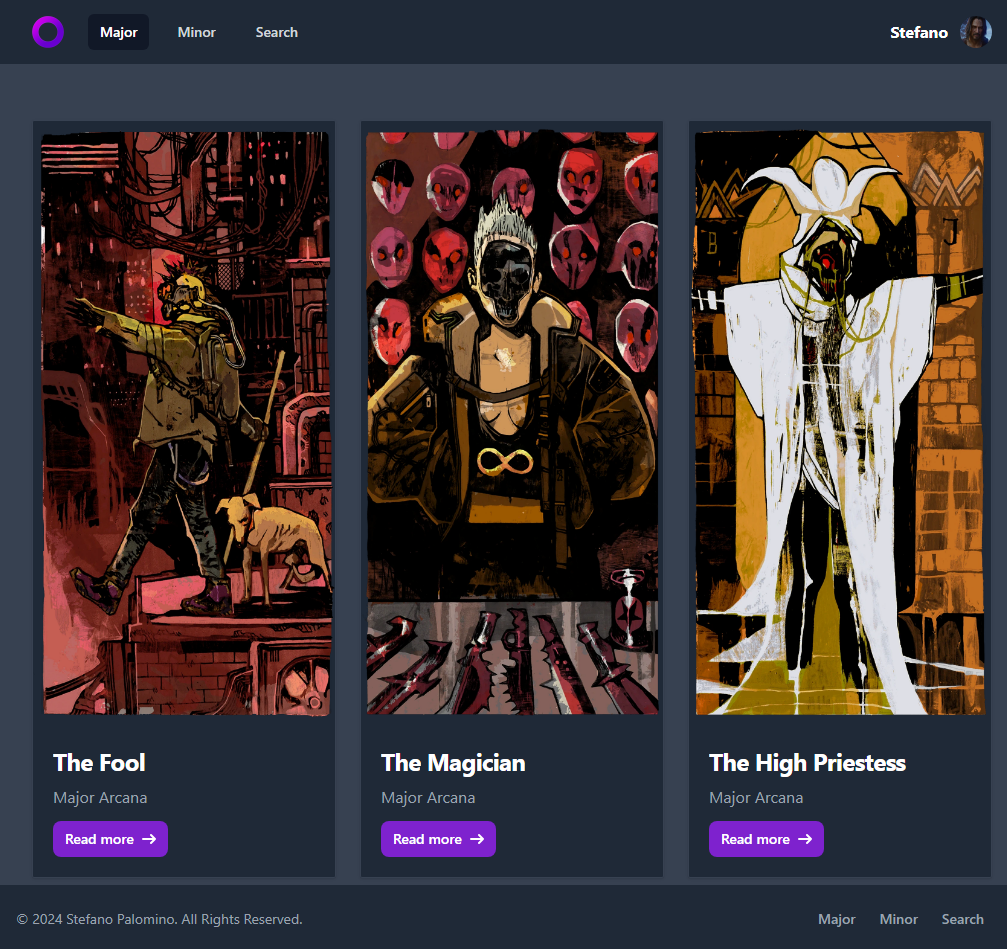 Major Minor Search Stefano
B J
The Fool
Major Arcana
Read more →
The Magician
Major Arcana
Read more →
The High Priestess
Major Arcana
Read more →
© 2024 Stefano Palomino. All Rights Reserved. Major Minor Search